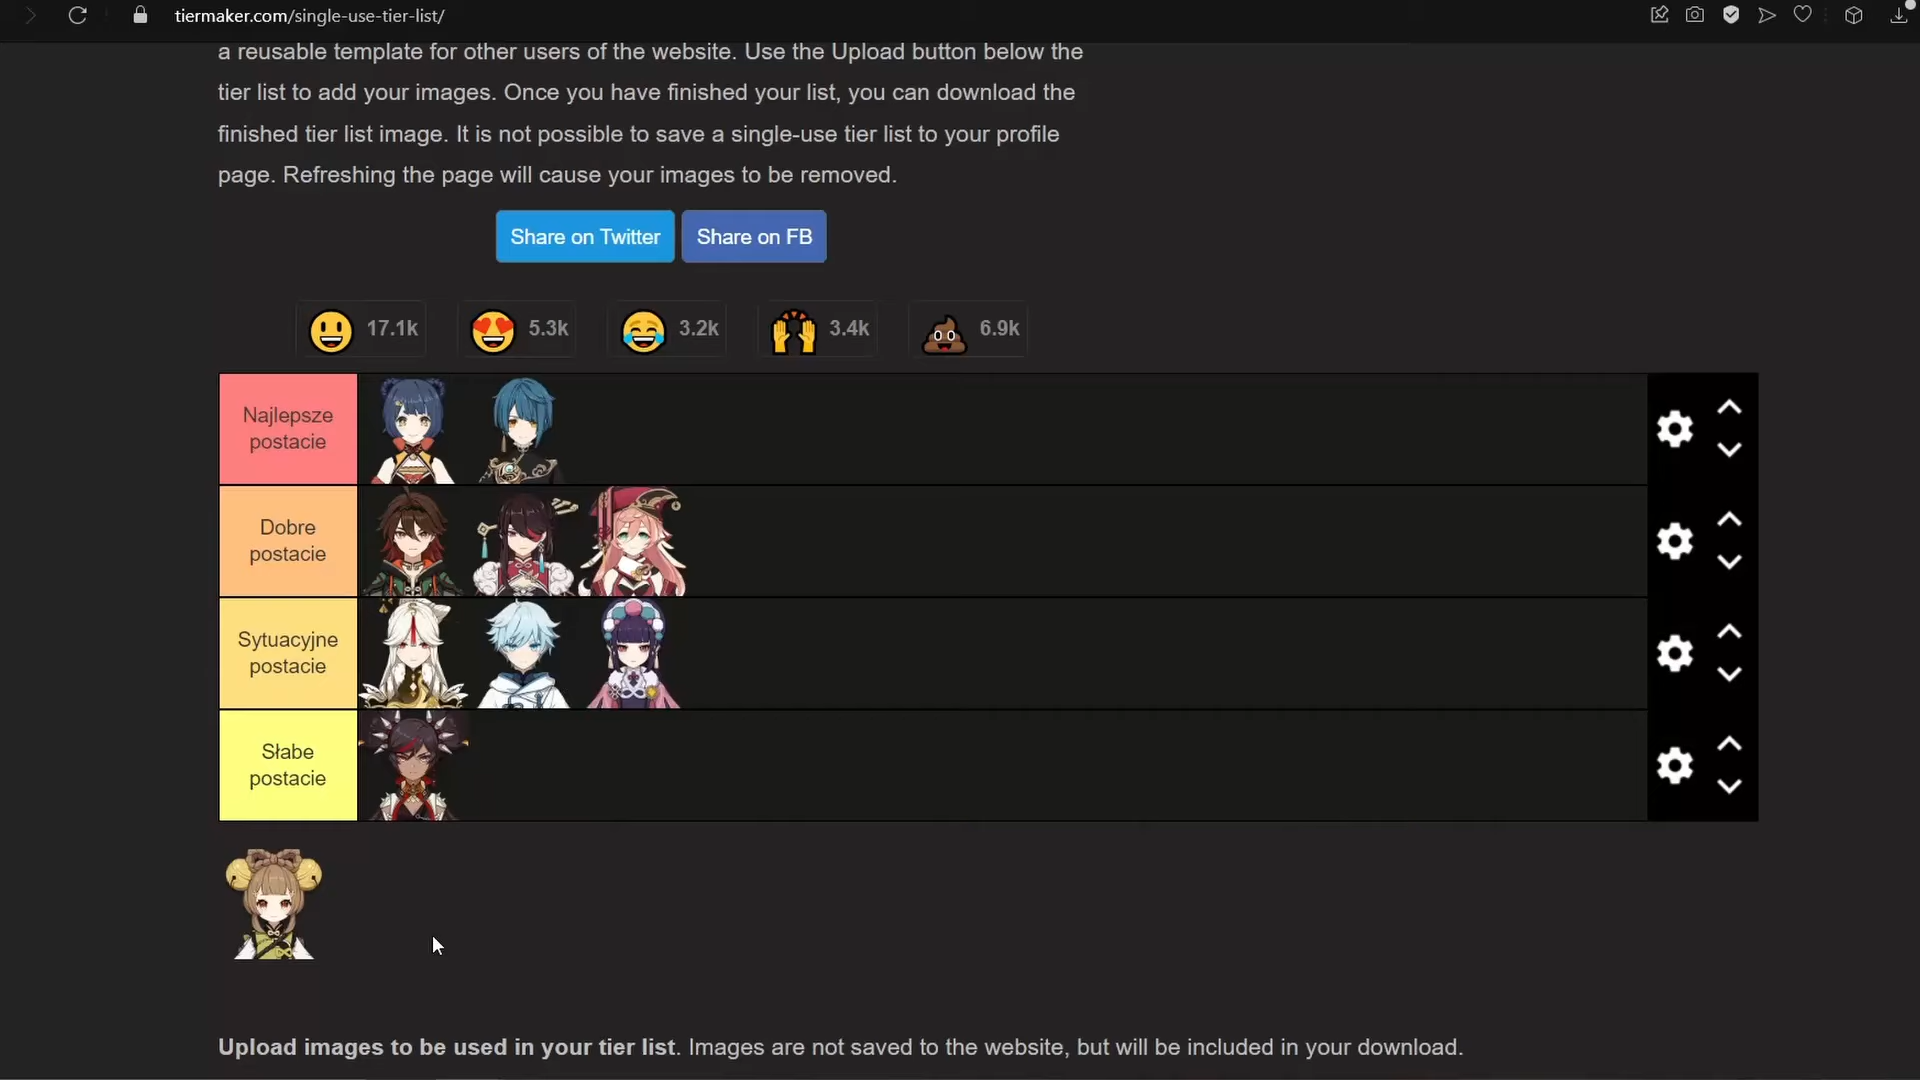 tiermaker.com/single-use-tier-list/
a reusable template for other users of the website. Use the Upload button below the
tier list to add your images. Once you have finished your list, you can download the
finished tier list image. It is not possible to save a single-use tier list to your profile
page. Refreshing the page will cause your images to be removed.
Share on Twitter
Share on FB
17.1k
5.3k
3.2k
3.4k
6.9k
Najlepsze
postacie
Dobre
postacie
Sytuacyjne
postacie
Słabe
postacie
Upload images to be used in your tier list. Images are not saved to the website, but will be included in your download.